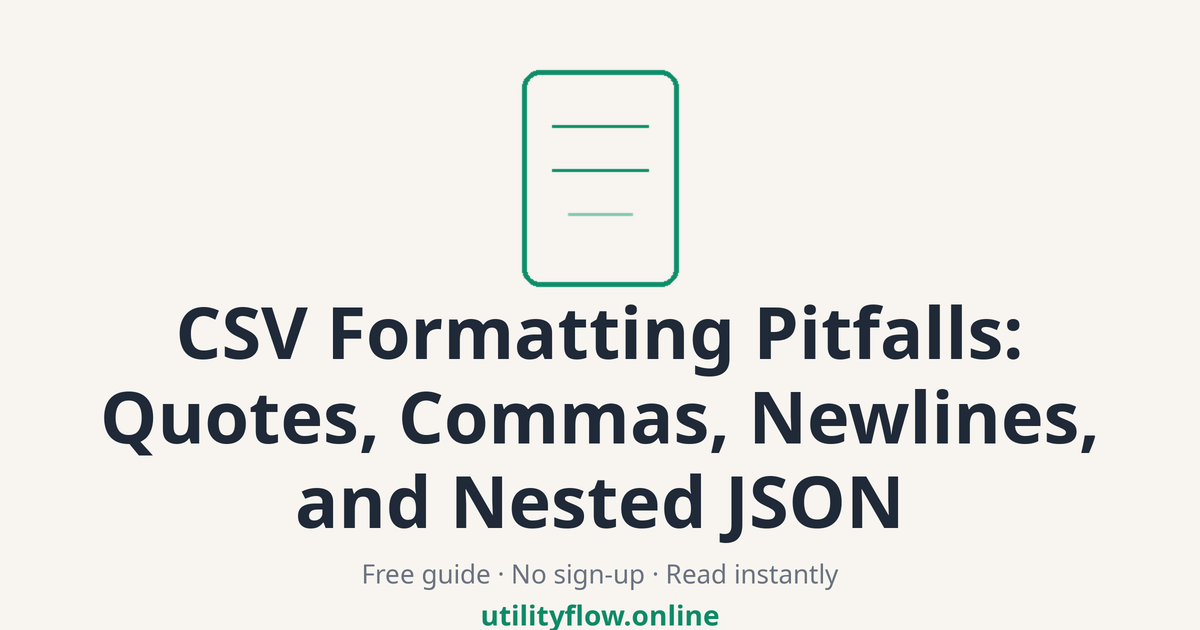 CSV Formatting Pitfalls:
Quotes, Commas, Newlines,
and Nested JSON
Free guide · No sign-up · Read instantly
utilityflow.online